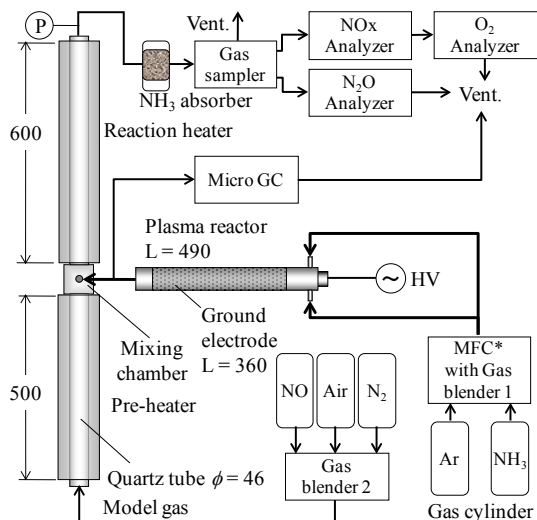 P
Vent.
NOx
Analyzer
O2
Analyzer
Gas
sampler
N2O
Analyzer
Vent.
NH3 absorber
600
Reaction heater
Micro GC
Plasma reactor
L = 490
~
HV
Ground
electrode
L = 360
Mixing
chamber
MFC*
with Gas
blender 1
500
NO
Air
N2
Pre-heater
Ar
NH3
Quartz tube ϕ = 46
Gas
blender 2
Model gas
Gas cylinder